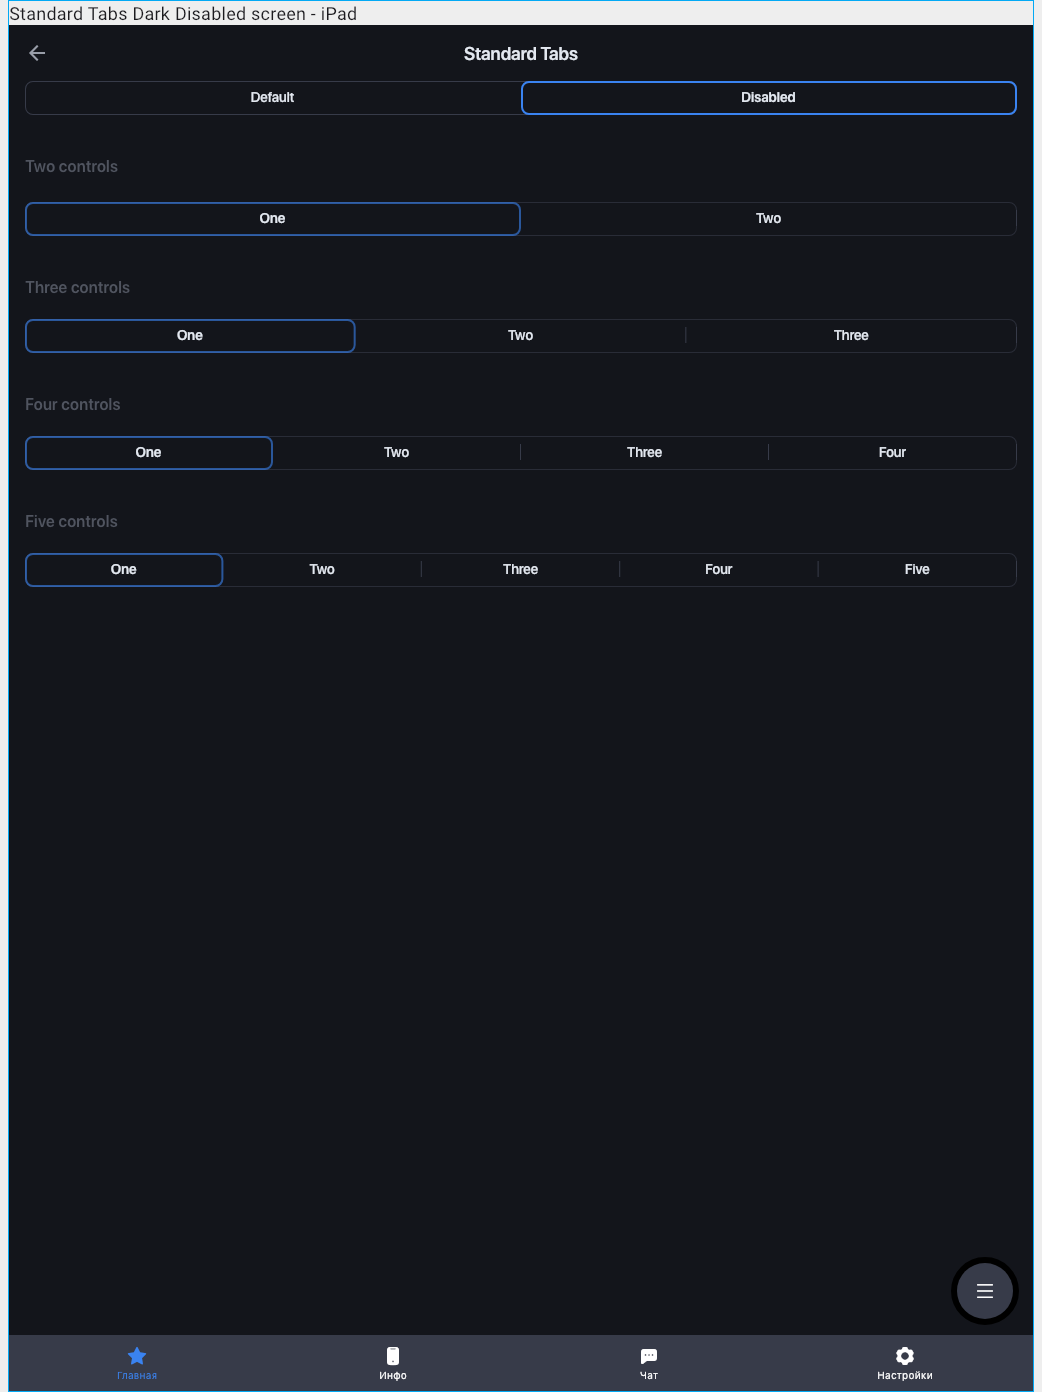 Standard Tabs Dark Disabled screen - iPad
Standard Tabs
Default Disabled
Two controls
One Two
Three controls
One Two Three
Four controls
One Two Three Four
Five controls
One Two Three Four Five
Главная Инфо Чат Настройки